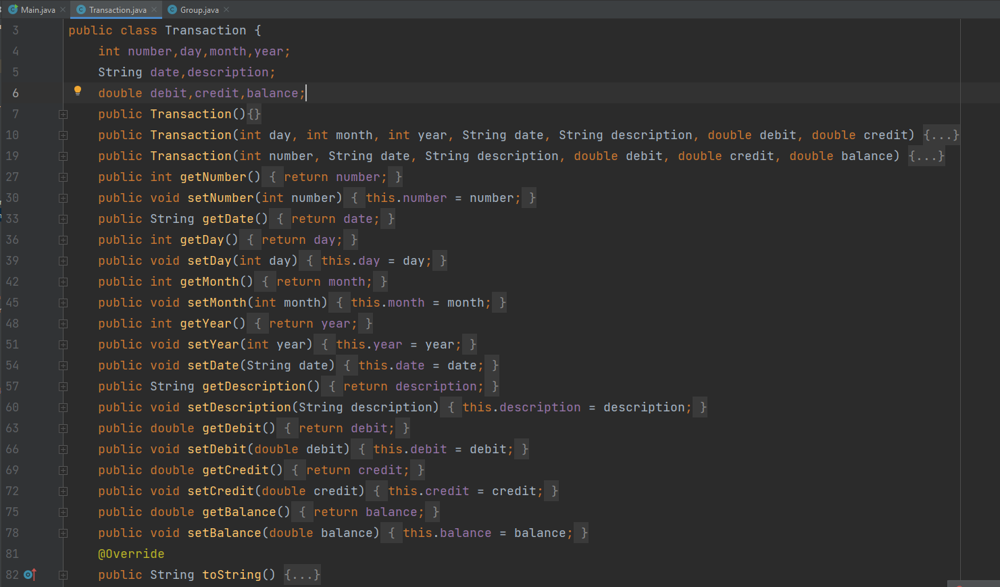 Main.java Transaction.java Group.java
3 public class Transaction {
4 int number,day,month,year;
5 String date,description;
6 double debit,credit,balance;
7 public Transaction(){}
10 public Transaction(int day, int month, int year, String date, String description, double debit, double credit) {...}
19 public Transaction(int number, String date, String description, double debit, double credit, double balance) {...}
27 public int getNumber() { return number; }
30 public void setNumber(int number) { this.number = number; }
33 public String getDate() { return date; }
36 public int getDay() { return day; }
39 public void setDay(int day) { this.day = day; }
42 public int getMonth() { return month; }
45 public void setMonth(int month) { this.month = month; }
48 public int getYear() { return year; }
51 public void setYear(int year) { this.year = year; }
54 public void setDate(String date) { this.date = date; }
57 public String getDescription() { return description; }
60 public void setDescription(String description) { this.description = description; }
63 public double getDebit() { return debit; }
66 public void setDebit(double debit) { this.debit = debit; }
69 public double getCredit() { return credit; }
72 public void setCredit(double credit) { this.credit = credit; }
75 public double getBalance() { return balance; }
78 public void setBalance(double balance) { this.balance = balance; }
81 @Override
82 public String toString() {...}